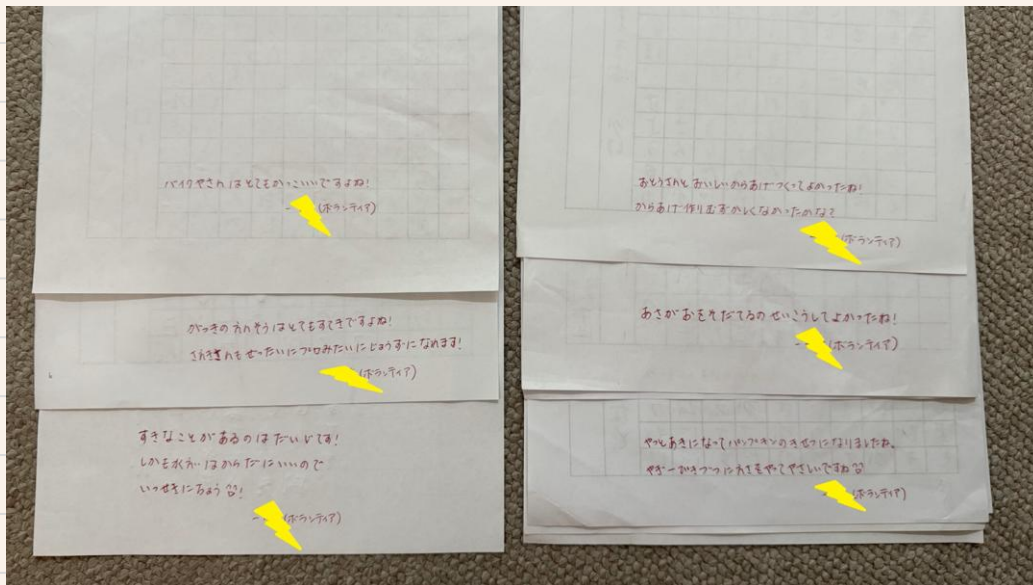 バイクやさんはとてもかっこいいですよね!
(ボランティア)
がっきのえんそうはとてもすてきですよね!
もぜったいにプロみたいにじょうずになれます!
(ボランティア)
すきなことがあるのはだいじです!
しかも水えいはからだにいいので
いっせきにちょう
(ボランティア)
おとうさんとおいしいからあげつくってよかったね!
からあげ作りむずかしくなかったかな?
(ボランティア)
あさがおをそだてるのせいこうしてよかったね!
(ボランティア)
やっとあきになってパンプキンのきせつになりましたね。
にえさをやってやさしいですね
(ボランティア)